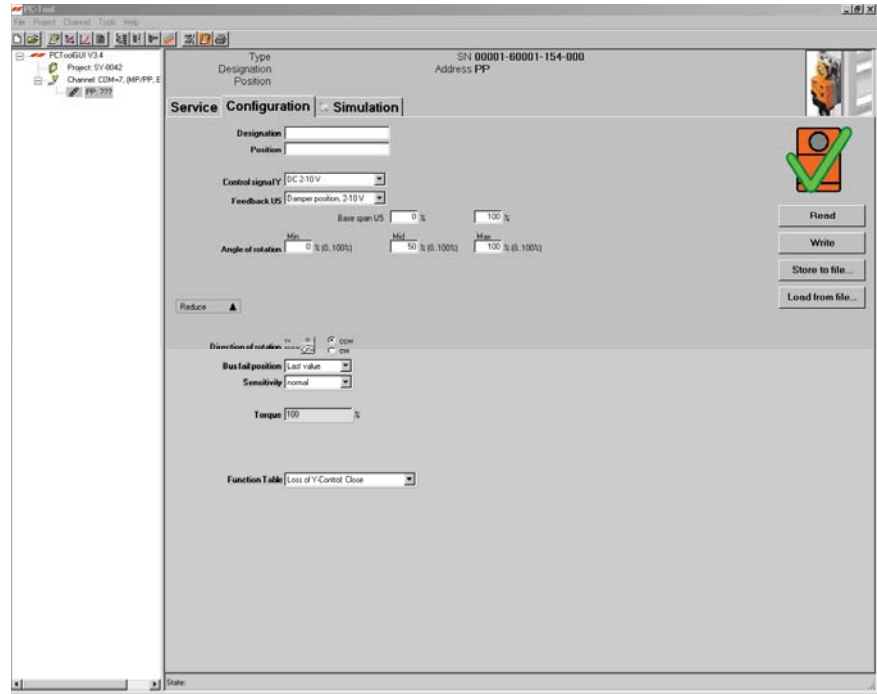 PC-Tool
File Project Channel Tools Help
PCToolGUI V3.4
Project: SY-8042
Channel: COM=7, (MP/PP, E
PP: ???
Type
SN 00001-60001-154-000
Designation
Address PP
Position
Service Configuration Simulation
Designation
Position
Control signal Y DC 2-10 V
Feedback U5 Damper position, 2-10 V
Base span U5 0 % 100 %
Min Mid Max
Angle of rotation 0 % (0..100%) 50 % (0..100%) 100 % (0..100%)
Read
Write
Store to file...
Load from file...
Reduce
Direction of rotation ccw
cw
Bus fail position Last value
Sensitivity normal
Torque 100 %
Function Table Loss of Y-Control: Close
State: